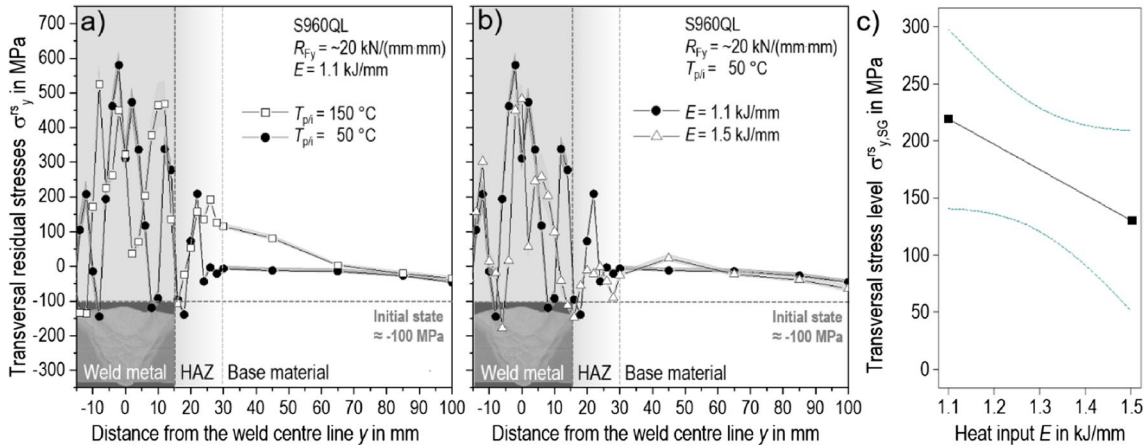 a)
S960QL
R_Fy = ~20 kN/(mm·mm)
E = 1.1 kJ/mm
T_p/i = 150 °C
T_p/i = 50 °C
Initial state
≈ -100 MPa
Weld metal
HAZ
Base material
Transversal residual stresses σ^rs_y in MPa
700
600
500
400
300
200
100
0
-100
-200
-300
-10 0 10 20 30 40 50 60 70 80 90 100
Distance from the weld centre line y in mm
b)
S960QL
R_Fy = ~20 kN/(mm·mm)
T_p/i = 50 °C
E = 1.1 kJ/mm
E = 1.5 kJ/mm
Initial state
≈ -100 MPa
Weld metal
HAZ
Base material
-10 0 10 20 30 40 50 60 70 80 90 100
Distance from the weld centre line y in mm
c)
Transversal stress level σ^rs_y,SG in MPa
300
250
200
150
100
50
0
1.1 1.2 1.3 1.4 1.5
Heat input E in kJ/mm